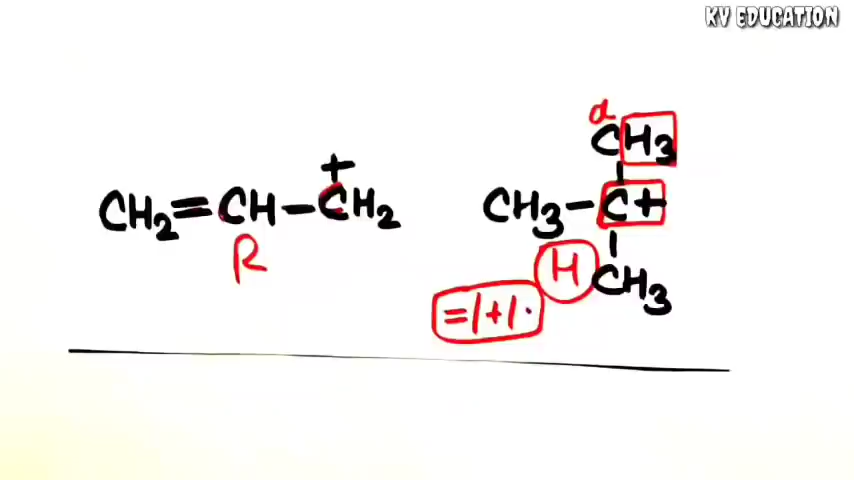 KV EDUCATION
CH2=CH-CH2
+
R
α
CH3
CH3-C+
H
CH3
=1+1.